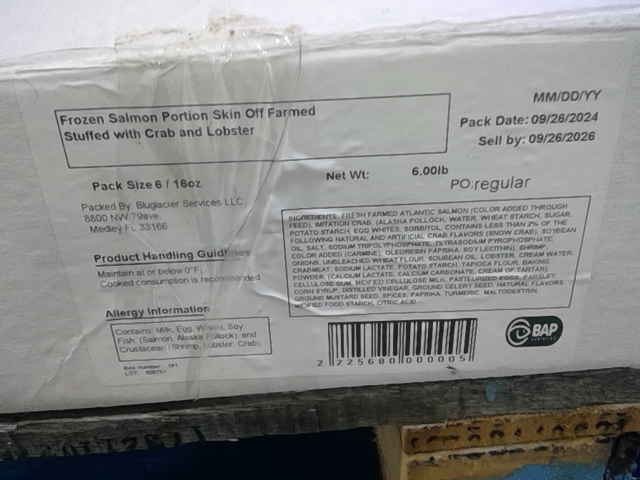 Frozen Salmon Portion Skin Off Farmed
Stuffed with Crab and Lobster
MM/DD/YY
Pack Date: 09/26/2024
Sell by: 09/26/2026
Pack Size 6 / 16oz
Net Wt: 6.00lb
PO:regular
Packed By: Bluglacier Services LLC
8800 NW 79ave.
Medley FL 33166
Product Handling Guidlines
Maintain at or below 0°F.
Cooked consumption is recommended
Allergy Information
Contains: Milk, Egg, Wheat, Soy,
Fish (Salmon, Alaska Pullock), and
Crustacean (Shrimp, Lobster, Crab).
Box number: 161
LOT:
INGREDIENTS: FRESH FARMED ATLANTIC SALMON (COLOR ADDED THROUGH
FEED), IMITATION CRAB, (ALASKA POLLOCK, WATER, WHEAT STARCH, SUGAR,
POTATO STARCH, EGG WHITES, SORBITOL, CONTAINS LESS THAN 2% OF THE
FOLLOWING NATURAL AND ARTIFICIAL CRAB FLAVORS (SNOW CRAB), SOYBEAN
OIL, SALT, SODIUM TRIPOLYPHOSPHATE, TETRASODIUM PYROPHOSPHATE,
COLOR ADDED (CARMINE), OLEORESIN PAPRIKA, SOY LECITHIN), SHRIMP,
ONIONS, UNBLEACHED WHEAT FLOUR, SOUBEAN OIL, LOBSTER, CREAM WATER,
CRABMEAT, SODIUM LACTATE, POTATO STARCH, TAPIOCA FLOUR, BAKING
POWDER, (CALCIUM LACTATE, CALCIUM CARBONATE, CREAM OF TARTAR),
CELLULOSE GUM, MICIFED CELLULOSE MILK, PASTEURIZED EGGS, PARSLEY,
CORN SYRUP, DISTILLED VINEGAR, GROUND CELERY SEED, NATURAL FLAVORS,
GROUND MUSTARD SEED, SPICES, PAPRIKA, TURMERIC, MALTODEXTRIN,
MODIFED FOOD STARCH, CITRIC ACID.
2 225600 000005
BAP
CERTIFIED